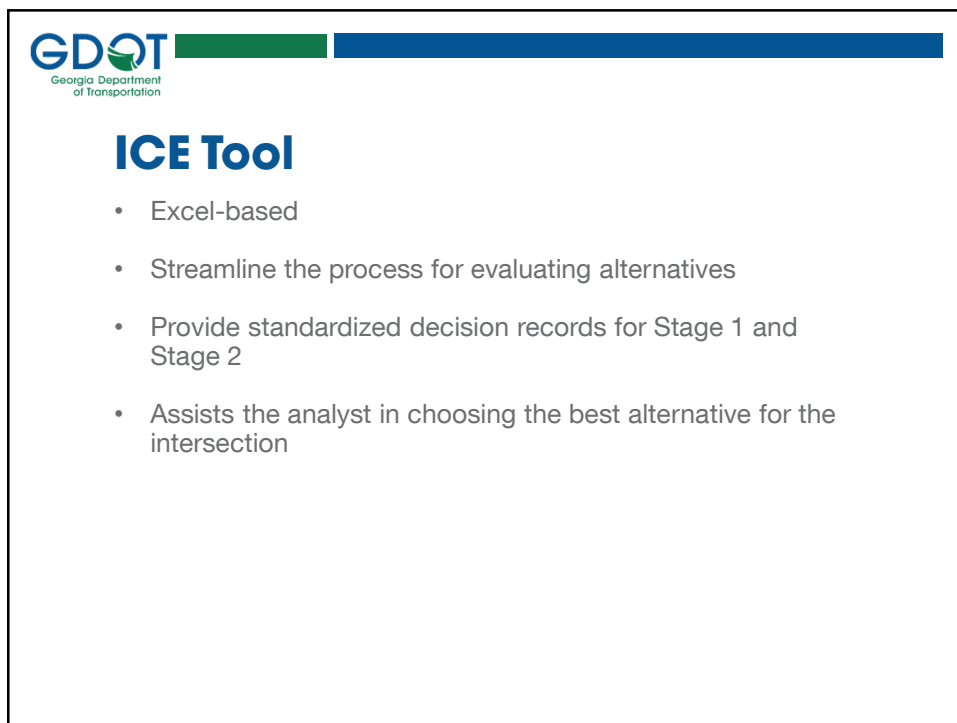 GDOT
Georgia Department
of Transportation
ICE Tool
• Excel-based
• Streamline the process for evaluating alternatives
• Provide standardized decision records for Stage 1 and
Stage 2
• Assists the analyst in choosing the best alternative for the
intersection